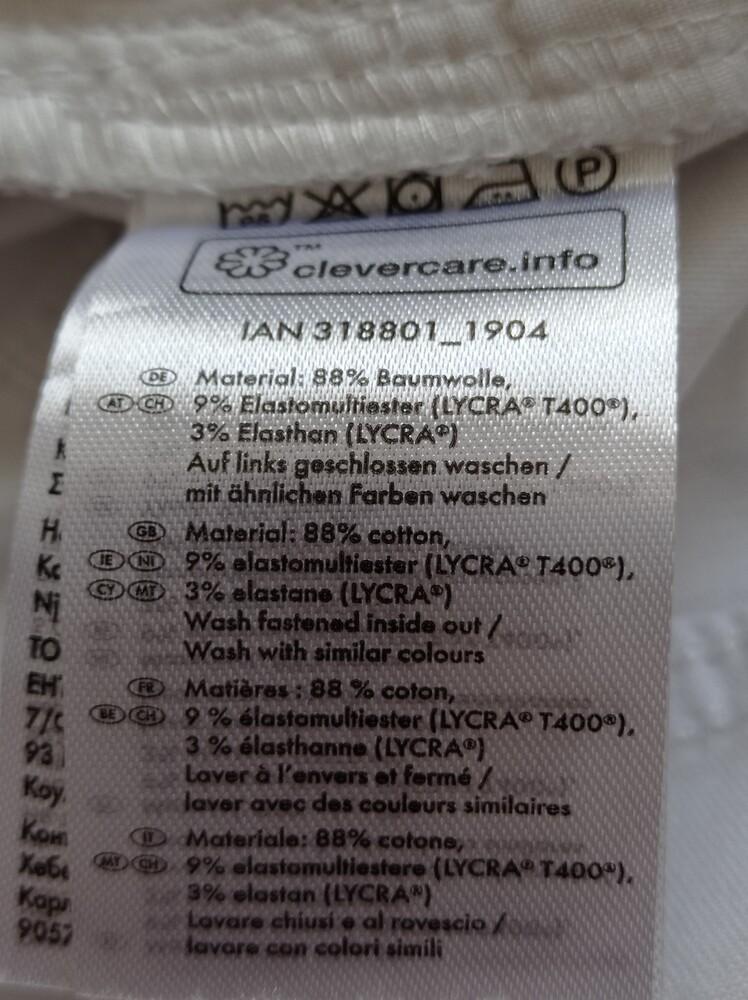 P
clevercare.info
IAN 318801_1904
DE Material: 88% Baumwolle,
AT CH 9% Elastomultiester (LYCRA® T400®),
3% Elasthan (LYCRA®)
Auf links geschlossen waschen /
mit ähnlichen Farben waschen
GB Material: 88% cotton,
IE NI 9% elastomultiester (LYCRA® T400®),
CY MT 3% elastane (LYCRA®)
Wash fastened inside out /
Wash with similar colours
FR Matières : 88 % coton,
BE CH 9 % élastomultiester (LYCRA® T400®),
3 % élasthanne (LYCRA®)
Laver à l'envers et fermé /
laver avec des couleurs similaires
IT Materiale: 88% cotone,
MT CH 9% elastomultiestere (LYCRA® T400®),
3% elastan (LYCRA®)
Lavare chiusi e al rovescio /
lavare con colori simili